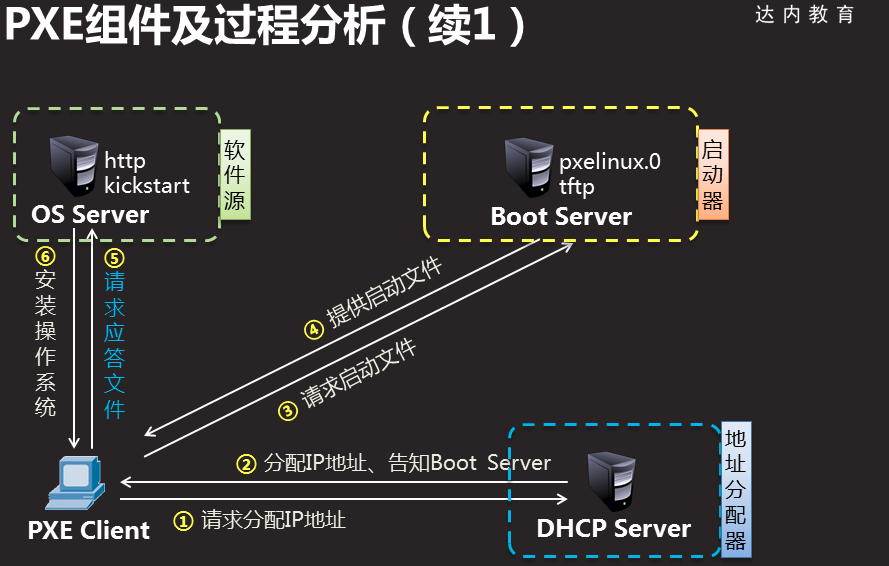 PXE组件及过程分析（续1）
达内教育
http
kickstart
OS Server
软件源
pxelinux.0
tftp
Boot Server
启动器
⑥安装操作系统
⑤请求应答文件
④提供启动文件
③请求启动文件
②分配IP地址、告知Boot Server
①请求分配IP地址
PXE Client
DHCP Server
地址分配器